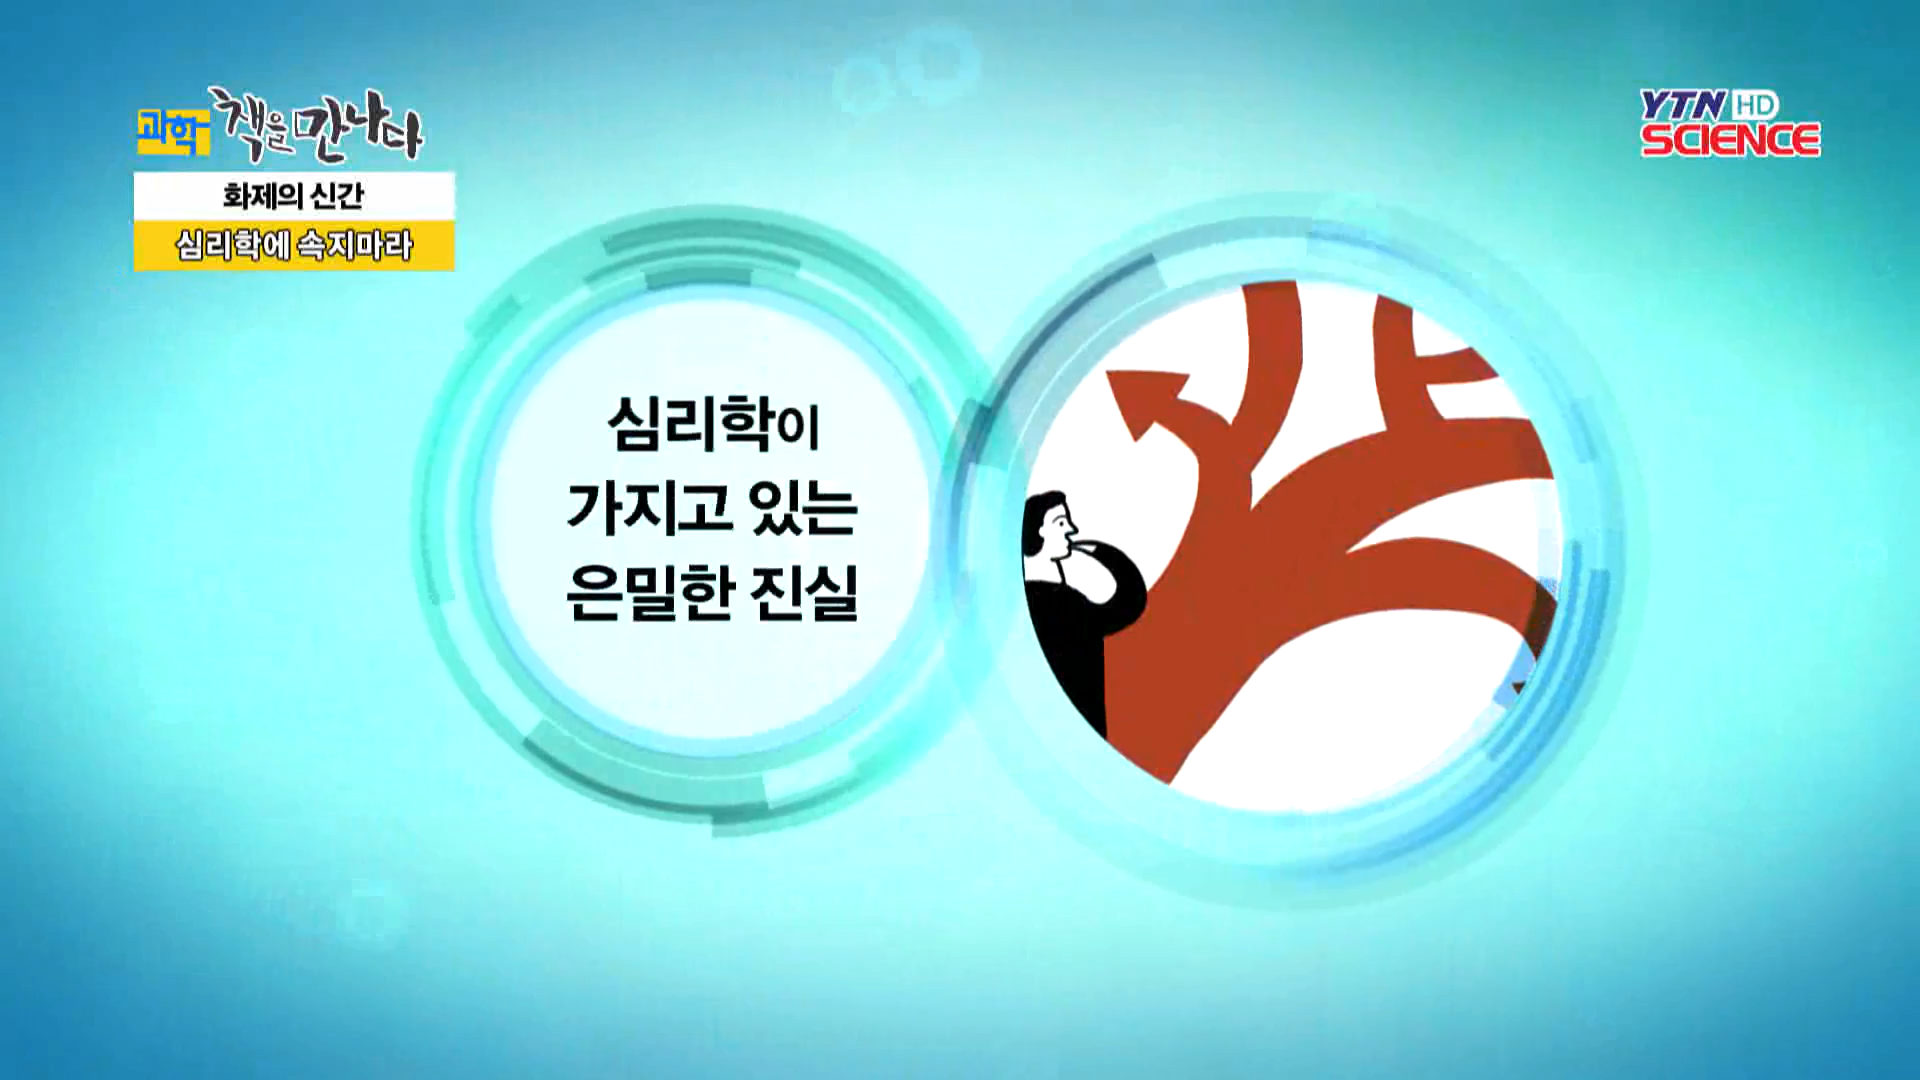 과학 책을 만나다
화제의 신간
심리학에 속지마라
YTN HD
SCIENCE
심리학이
가지고 있는
은밀한 진실